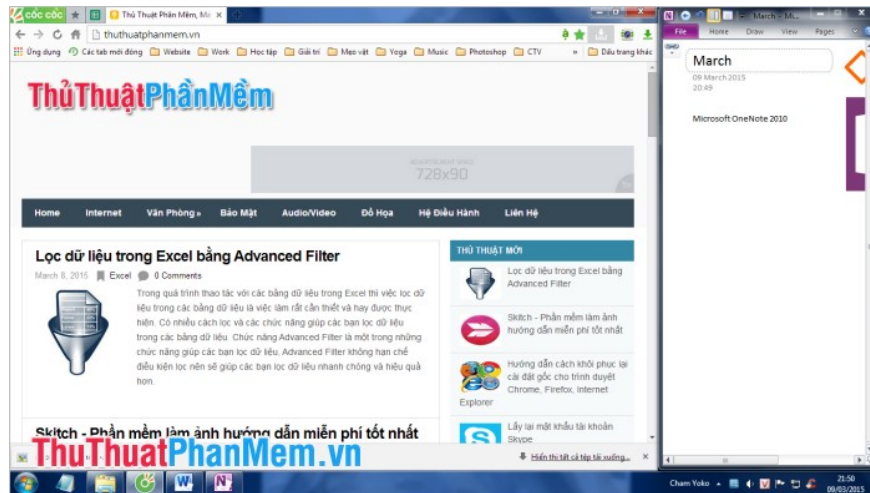 cốc cốc
Thủ Thuật Phần Mềm, Má
thuthuatphanmem.vn
Ứng dụng Các tab mới đóng Website Work Học tập Giải trí Mẹo vặt Yoga Music Photoshop CTV » Dấu trang khác
ThủThuậtPhầnMềm
ADVERTISEMENT SPACE
728x90
Home Internet Văn Phòng » Bảo Mật Audio/Video Đồ Họa Hệ Điều Hành Liên Hệ
Lọc dữ liệu trong Excel bằng Advanced Filter
March 8, 2015 Excel 0 Comments
Trong quá trình thao tác với các bảng dữ liệu trong Excel thì việc lọc dữ
liệu trong các bảng dữ liệu là việc làm rất cần thiết và hay được thực
hiện. Có nhiều cách lọc và các chức năng giúp các bạn lọc dữ liệu
trong các bảng dữ liệu. Chức năng Advanced Filter là một trong những
chức năng giúp các bạn lọc dữ liệu, Advanced Filter không hạn chế
điều kiện lọc nên sẽ giúp các bạn lọc dữ liệu nhanh chóng và hiệu quả
hơn.
Skitch - Phần mềm làm ảnh hướng dẫn miễn phí tốt nhất
THỦ THUẬT MỚI
Lọc dữ liệu trong Excel bằng
Advanced Filter
Skitch - Phần mềm làm ảnh
hướng dẫn miễn phí tốt nhất
Hướng dẫn cách khôi phục lại
cài đặt gốc cho trình duyệt
Chrome, Firefox, Internet
Explorer
Lấy lại mật khẩu tài khoản
Skype
Hiển thị tất cả tệp tải xuống...
ThuThuatPhanMem.vn
March - Mi...
File Home Draw View Pages
March
09 March 2015
20:49
Microsoft OneNote 2010
Cham Yoko
21:50
09/03/2015